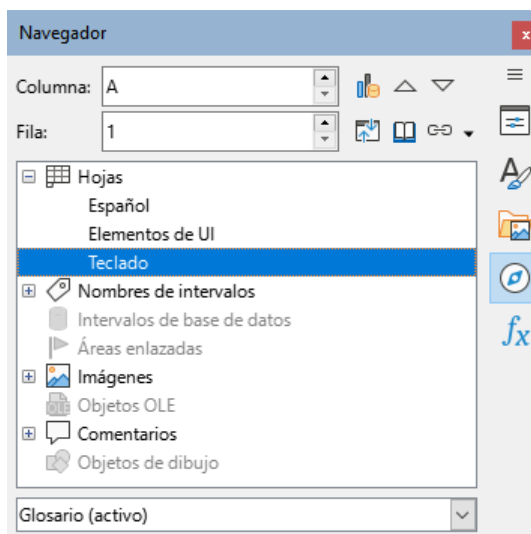 Navegador
Columna: A
Fila: 1
Hojas
Español
Elementos de UI
Teclado
Nombres de intervalos
Intervalos de base de datos
Áreas enlazadas
Imágenes
Objetos OLE
Comentarios
Objetos de dibujo
Glosario (activo)